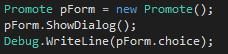 Promote pForm = new Promote();
pForm.ShowDialog();
Debug.WriteLine(pForm.choice);